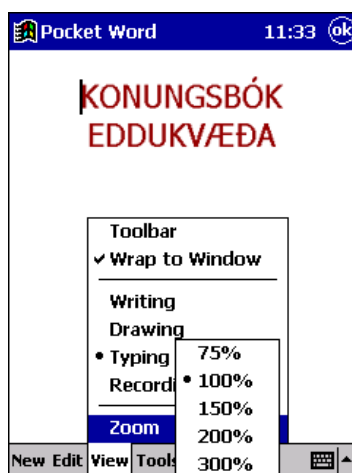 Pocket Word 11:33 ok
KONUNGSBÓK
EDDUKVÆÐA
Toolbar
Wrap to Window
Writing
Drawing
Typing
Recordi
Zoom
75%
100%
150%
200%
300%
New Edit View Tools